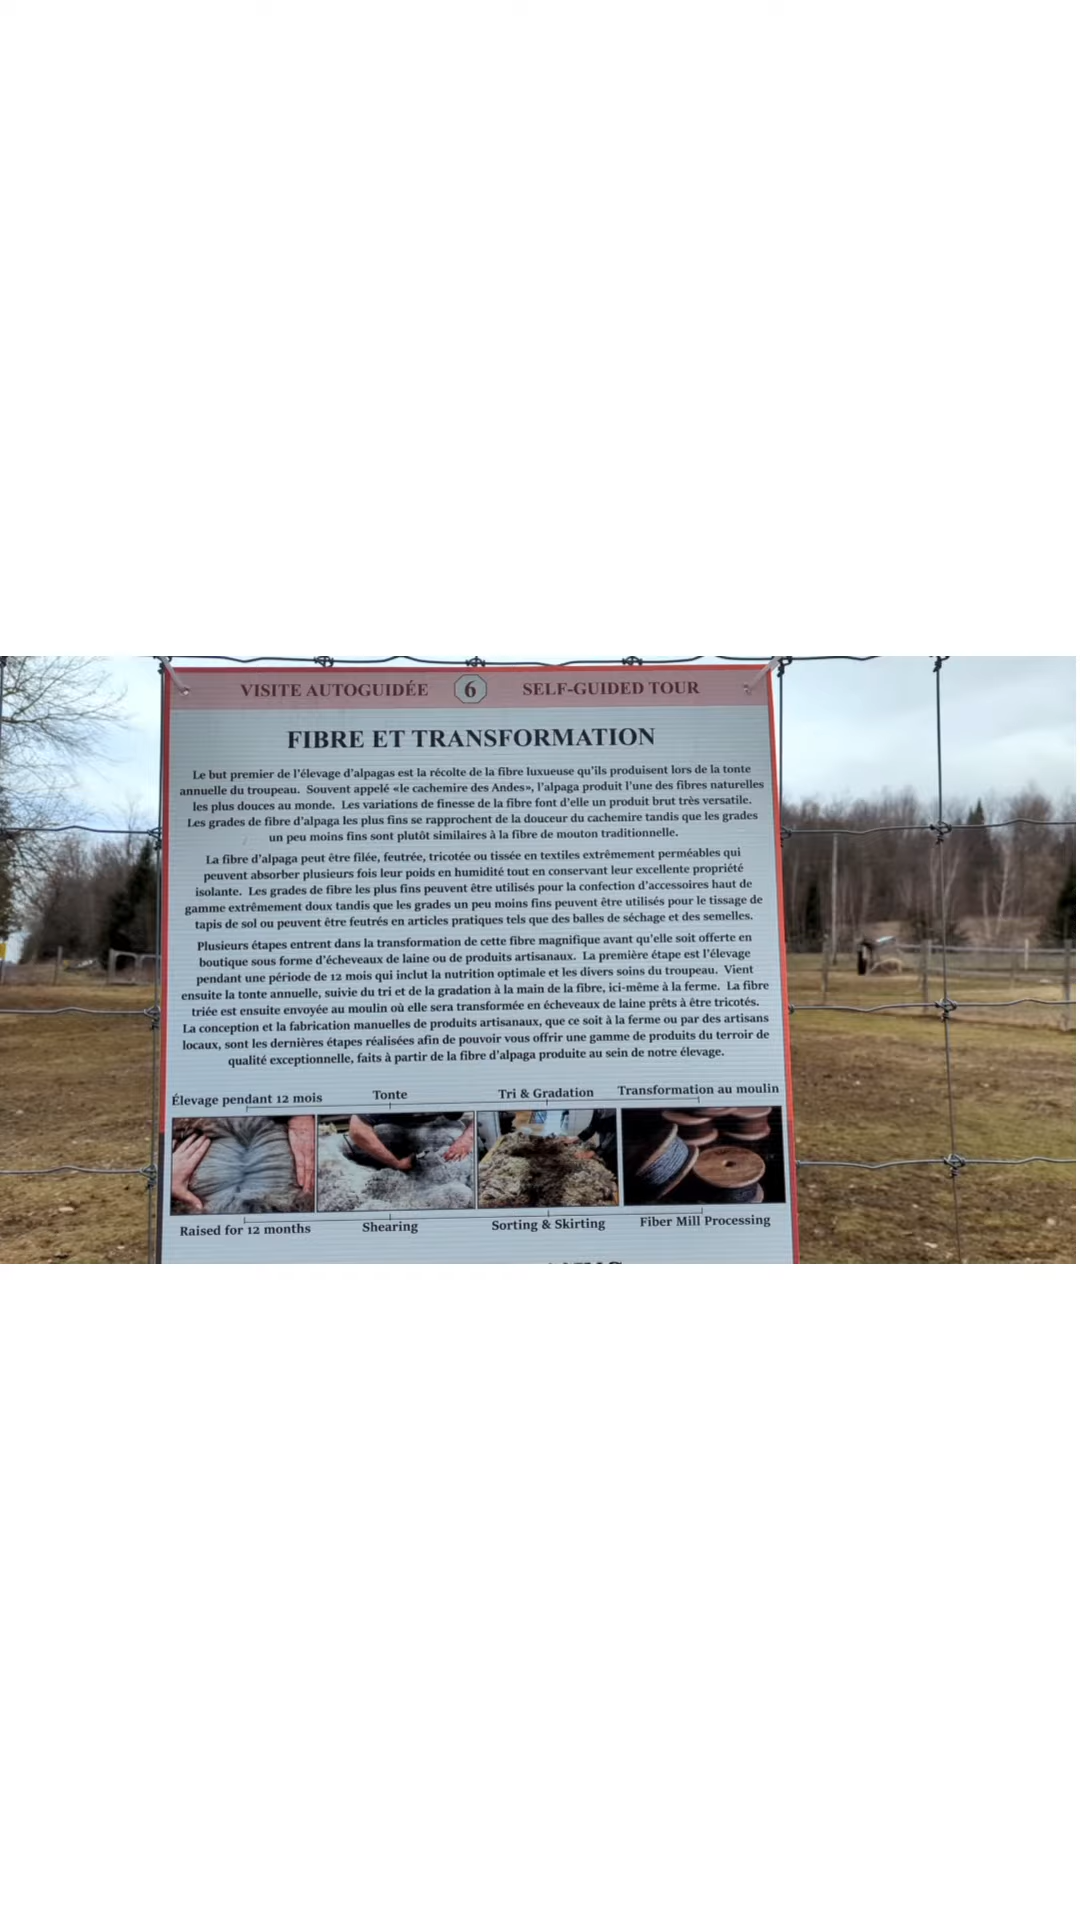 VISITE AUTOGUIDÉE 6 SELF-GUIDED TOUR
FIBRE ET TRANSFORMATION
Le but premier de l'élevage d'alpagas est la récolte de la fibre luxueuse qu'ils produisent lors de la tonte
annuelle du troupeau. Souvent appelé «le cachemire des Andes», l'alpaga produit l'une des fibres naturelles
les plus douces au monde. Les variations de finesse de la fibre font d'elle un produit brut très versatile.
Les grades de fibre d'alpaga les plus fins se rapprochent de la douceur du cachemire tandis que les grades
un peu moins fins sont plutôt similaires à la fibre de mouton traditionnelle.
La fibre d'alpaga peut être filée, feutrée, tricotée ou tissée en textiles extrêmement perméables qui
peuvent absorber plusieurs fois leur poids en humidité tout en conservant leur excellente propriété
isolante. Les grades de fibre les plus fins peuvent être utilisés pour la confection d'accessoires haut de
gamme extrêmement doux tandis que les grades un peu moins fins peuvent être utilisés pour le tissage de
tapis de sol ou peuvent être feutrés en articles pratiques tels que des balles de séchage et des semelles.
Plusieurs étapes entrent dans la transformation de cette fibre magnifique avant qu'elle soit offerte en
boutique sous forme d'écheveaux de laine ou de produits artisanaux. La première étape est l'élevage
pendant une période de 12 mois qui inclut la nutrition optimale et les divers soins du troupeau. Vient
ensuite la tonte annuelle, suivie du tri et de la gradation à la main de la fibre, ici-même à la ferme. La fibre
triée est ensuite envoyée au moulin où elle sera transformée en écheveaux de laine prêts à être tricotés.
La conception et la fabrication manuelles de produits artisanaux, que ce soit à la ferme ou par des artisans
locaux, sont les dernières étapes réalisées afin de pouvoir vous offrir une gamme de produits du terroir de
qualité exceptionnelle, faits à partir de la fibre d'alpaga produite au sein de notre élevage.
Élevage pendant 12 mois Tonte Tri & Gradation Transformation au moulin
Raised for 12 months Shearing Sorting & Skirting Fiber Mill Processing